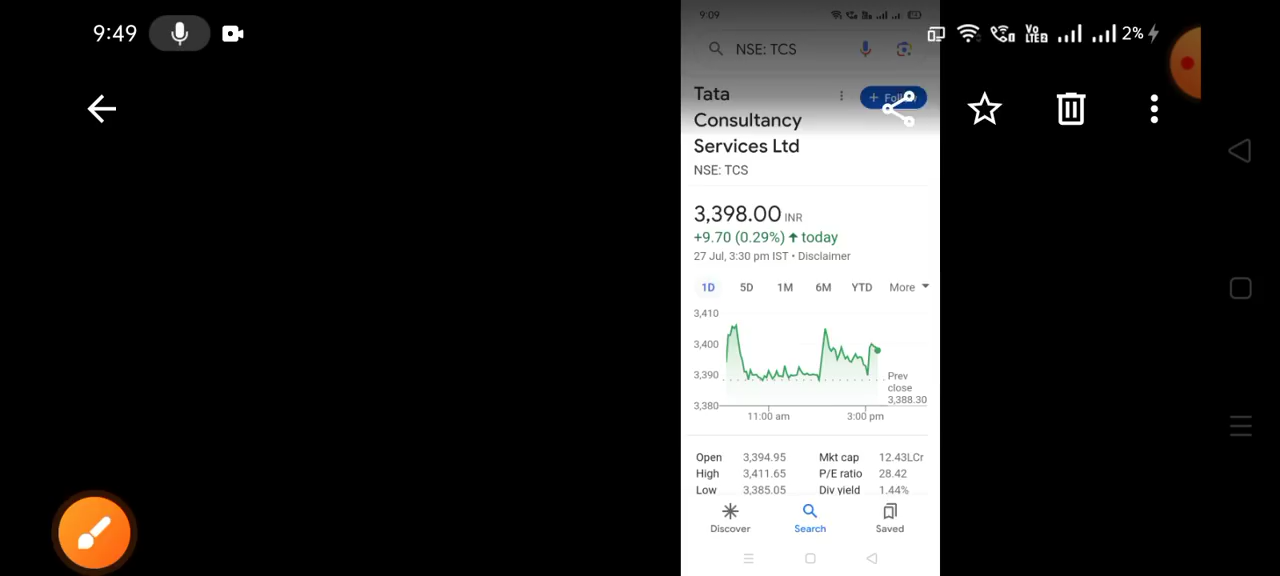 9:49
2%
9:09
NSE: TCS
Tata
Consultancy
Services Ltd
NSE: TCS
3,398.00 INR
+9.70 (0.29%) ↑ today
27 Jul, 3:30 pm IST • Disclaimer
1D 5D 1M 6M YTD More
3,410
3,400
3,390
3,380
Prev
close
3,388.30
11:00 am 3:00 pm
Open 3,394.95 Mkt cap 12.43LCr
High 3,411.65 P/E ratio 28.42
Low 3,385.05 Div yield 1.44%
Discover Search Saved